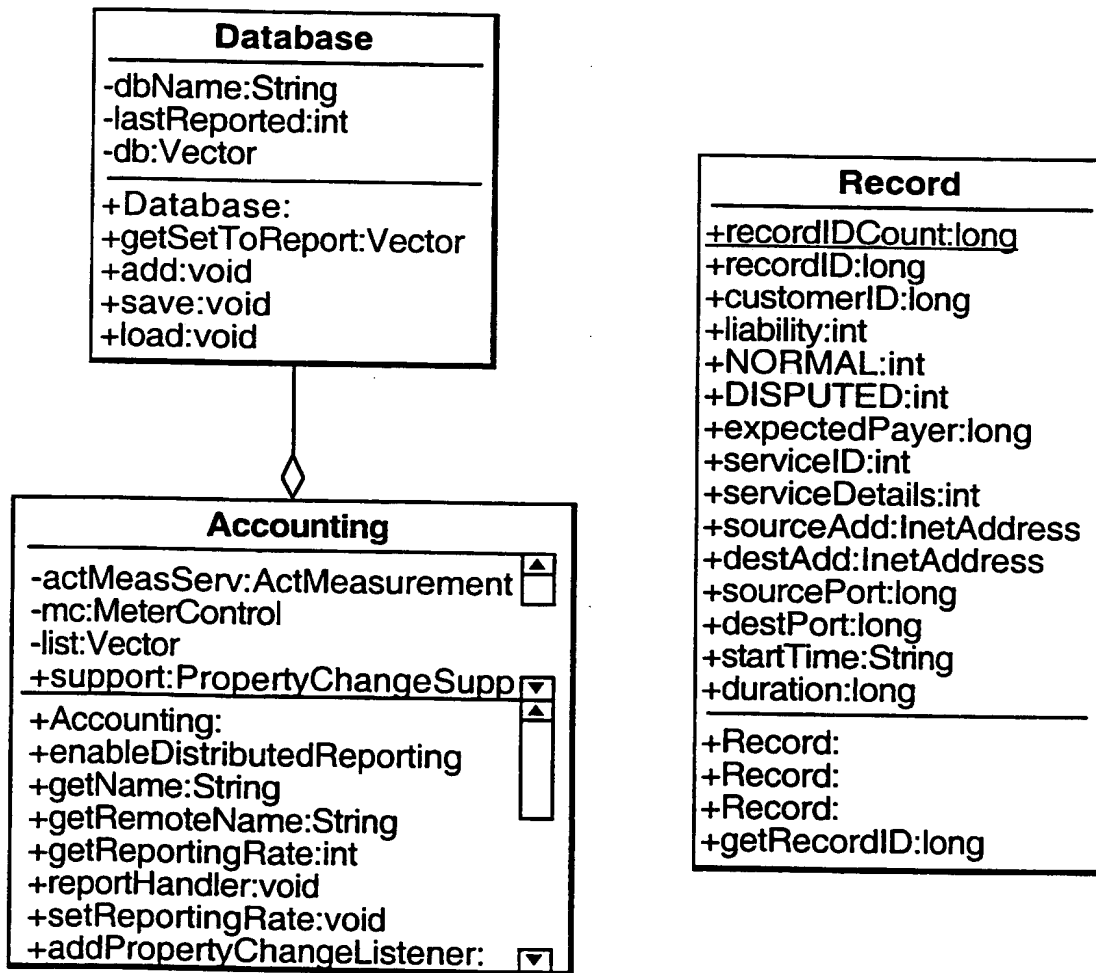 Database
-dbName:String
-lastReported:int
-db:Vector
+Database:
+getSetToReport:Vector
+add:void
+save:void
+load:void
Accounting
-actMeasServ:ActMeasurement
-mc:MeterControl
-list:Vector
+support:PropertyChangeSupp
+Accounting:
+enableDistributedReporting
+getName:String
+getRemoteName:String
+getReportingRate:int
+reportHandler:void
+setReportingRate:void
+addPropertyChangeListener:
Record
+recordIDCount:long
+recordID:long
+customerID:long
+liability:int
+NORMAL:int
+DISPUTED:int
+expectedPayer:long
+serviceID:int
+serviceDetails:int
+sourceAdd:InetAddress
+destAdd:InetAddress
+sourcePort:long
+destPort:long
+startTime:String
+duration:long
+Record:
+Record:
+Record:
+getRecordID:long